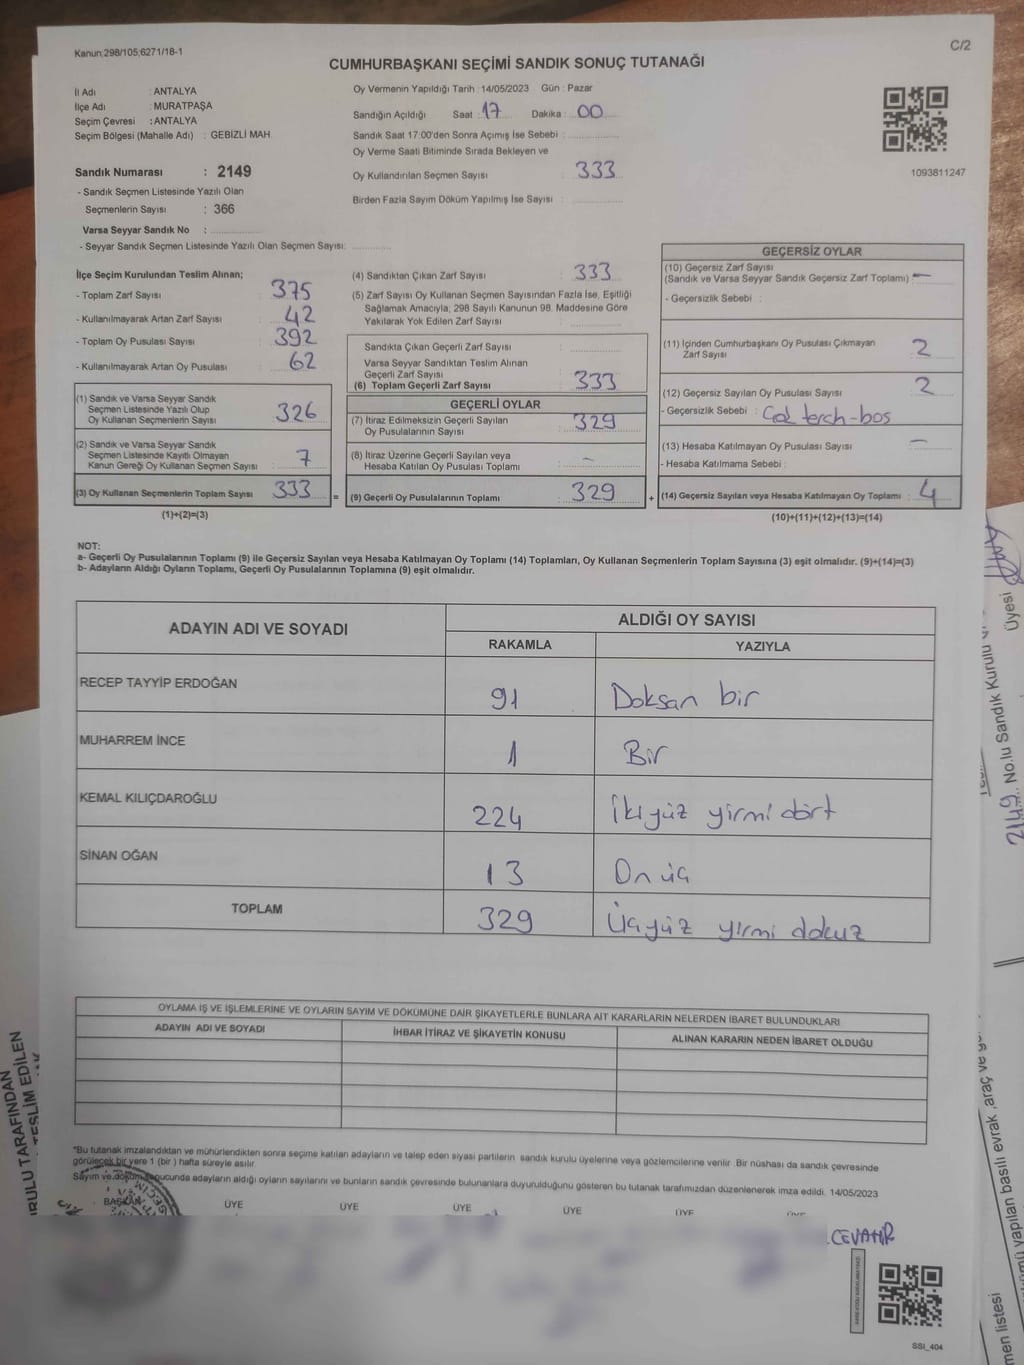 Kanun:298/105;6271/18-1
C/2
CUMHURBAŞKANI SEÇİMİ SANDIK SONUÇ TUTANAĞI
İl Adı : ANTALYA
İlçe Adı : MURATPAŞA
Seçim Çevresi : ANTALYA
Seçim Bölgesi (Mahalle Adı) : GEBİZLİ MAH.
Sandık Numarası : 2149
- Sandık Seçmen Listesinde Yazılı Olan
Seçmenlerin Sayısı : 366
Varsa Seyyar Sandık No :
- Seyyar Sandık Seçmen Listesinde Yazılı Olan Seçmen Sayısı:
Oy Vermenin Yapıldığı Tarih : 14/05/2023 Gün : Pazar
Sandığın Açıldığı Saat : 17 Dakika : 00
Sandık Saat 17:00'den Sonra Açımış İse Sebebi :
Oy Verme Saati Bitiminde Sırada Bekleyen ve
Oy Kullandırılan Seçmen Sayısı : 333
Birden Fazla Sayım Döküm Yapılmış İse Sayısı :
1093811247
İlçe Seçim Kurulundan Teslim Alınan;
- Toplam Zarf Sayısı : 375
- Kullanılmayarak Artan Zarf Sayısı : 42
- Toplam Oy Pusulası Sayısı : 392
- Kullanılmayarak Artan Oy Pusulası : 62
(1) Sandık ve Varsa Seyyar Sandık
Seçmen Listesinde Yazılı Olup
Oy Kullanan Seçmenlerin Sayısı : 326
(2) Sandık ve Varsa Seyyar Sandık
Seçmen Listesinde Kayıtlı Olmayan
Kanun Gereği Oy Kullanan Seçmen Sayısı : 7
(3) Oy Kullanan Seçmenlerin Toplam Sayısı : 333
(1)+(2)=(3)
(4) Sandıktan Çıkan Zarf Sayısı : 333
(5) Zarf Sayısı Oy Kullanan Seçmen Sayısından Fazla İse, Eşitliği
Sağlamak Amacıyla; 298 Sayılı Kanunun 98. Maddesine Göre
Yakılarak Yok Edilen Zarf Sayısı :
Sandıkta Çıkan Geçerli Zarf Sayısı :
Varsa Seyyar Sandıktan Teslim Alınan
Geçerli Zarf Sayısı :
(6) Toplam Geçerli Zarf Sayısı : 333
GEÇERLİ OYLAR
(7) İtiraz Edilmeksizin Geçerli Sayılan
Oy Pusulalarının Sayısı : 329
(8) İtiraz Üzerine Geçerli Sayılan veya
Hesaba Katılan Oy Pusulası Toplamı : -
= (9) Geçerli Oy Pusulalarının Toplamı : 329
GEÇERSİZ OYLAR
(10) Geçersiz Zarf Sayısı
(Sandık ve Varsa Seyyar Sandık Geçersiz Zarf Toplamı) : -
- Geçersizlik Sebebi :
(11) İçinden Cumhurbaşkanı Oy Pusulası Çıkmayan
Zarf Sayısı : 2
(12) Geçersiz Sayılan Oy Pusulası Sayısı : 2
- Geçersizlik Sebebi : Çok tercih-boş
(13) Hesaba Katılmayan Oy Pusulası Sayısı : -
- Hesaba Katılmama Sebebi :
+ (14) Geçersiz Sayılan veya Hesaba Katılmayan Oy Toplamı : 4
(10)+(11)+(12)+(13)=(14)
NOT:
a- Geçerli Oy Pusulalarının Toplamı (9) ile Geçersiz Sayılan veya Hesaba Katılmayan Oy Toplamı (14) Toplamları, Oy Kullanan Seçmenlerin Toplam Sayısına (3) eşit olmalıdır. (9)+(14)=(3)
b- Adayların Aldığı Oyların Toplamı, Geçerli Oy Pusulalarının Toplamına (9) eşit olmalıdır.
ADAYIN ADI VE SOYADI
ALDIĞI OY SAYISI
RAKAMLA YAZIYLA
RECEP TAYYİP ERDOĞAN 91 Doksan bir
MUHARREM İNCE 1 Bir
KEMAL KILIÇDAROĞLU 224 İkiyüz yirmi dört
SİNAN OĞAN 13 On üç
TOPLAM 329 Üçyüz yirmi dokuz
OYLAMA İŞ VE İŞLEMLERİNE VE OYLARIN SAYIM VE DÖKÜMÜNE DAİR ŞİKAYETLERLE BUNLARA AİT KARARLARIN NELERDEN İBARET BULUNDUKLARI
ADAYIN ADI VE SOYADI İHBAR İTİRAZ VE ŞİKAYETİN KONUSU ALINAN KARARIN NEDEN İBARET OLDUĞU
*Bu tutanak imzalandıktan ve mühürlendikten sonra seçime katılan adayların ve talep eden siyasi partilerin sandık kurulu üyelerine veya gözlemcilerine verilir. Bir nüshası da sandık çevresinde
görülecek bir yere 1 (bir ) hafta süreyle asılır.
Sayım ve döküm sonucunda adayların aldığı oyların sayılarını ve bunların sandık çevresinde bulunanlara duyurulduğunu gösteren bu tutanak tarafımızdan düzenlenerek imza edildi. 14/05/2023
BAŞKAN ÜYE ÜYE ÜYE ÜYE ÜYE ÜYE
CEVAHİR
SSI_404
RULU TARAFINDAN
TESLİM EDİLEN
2149 No.lu Sandık Kurulu
Üyesi
yapılan basılı evrak ,araç ve
men listesi